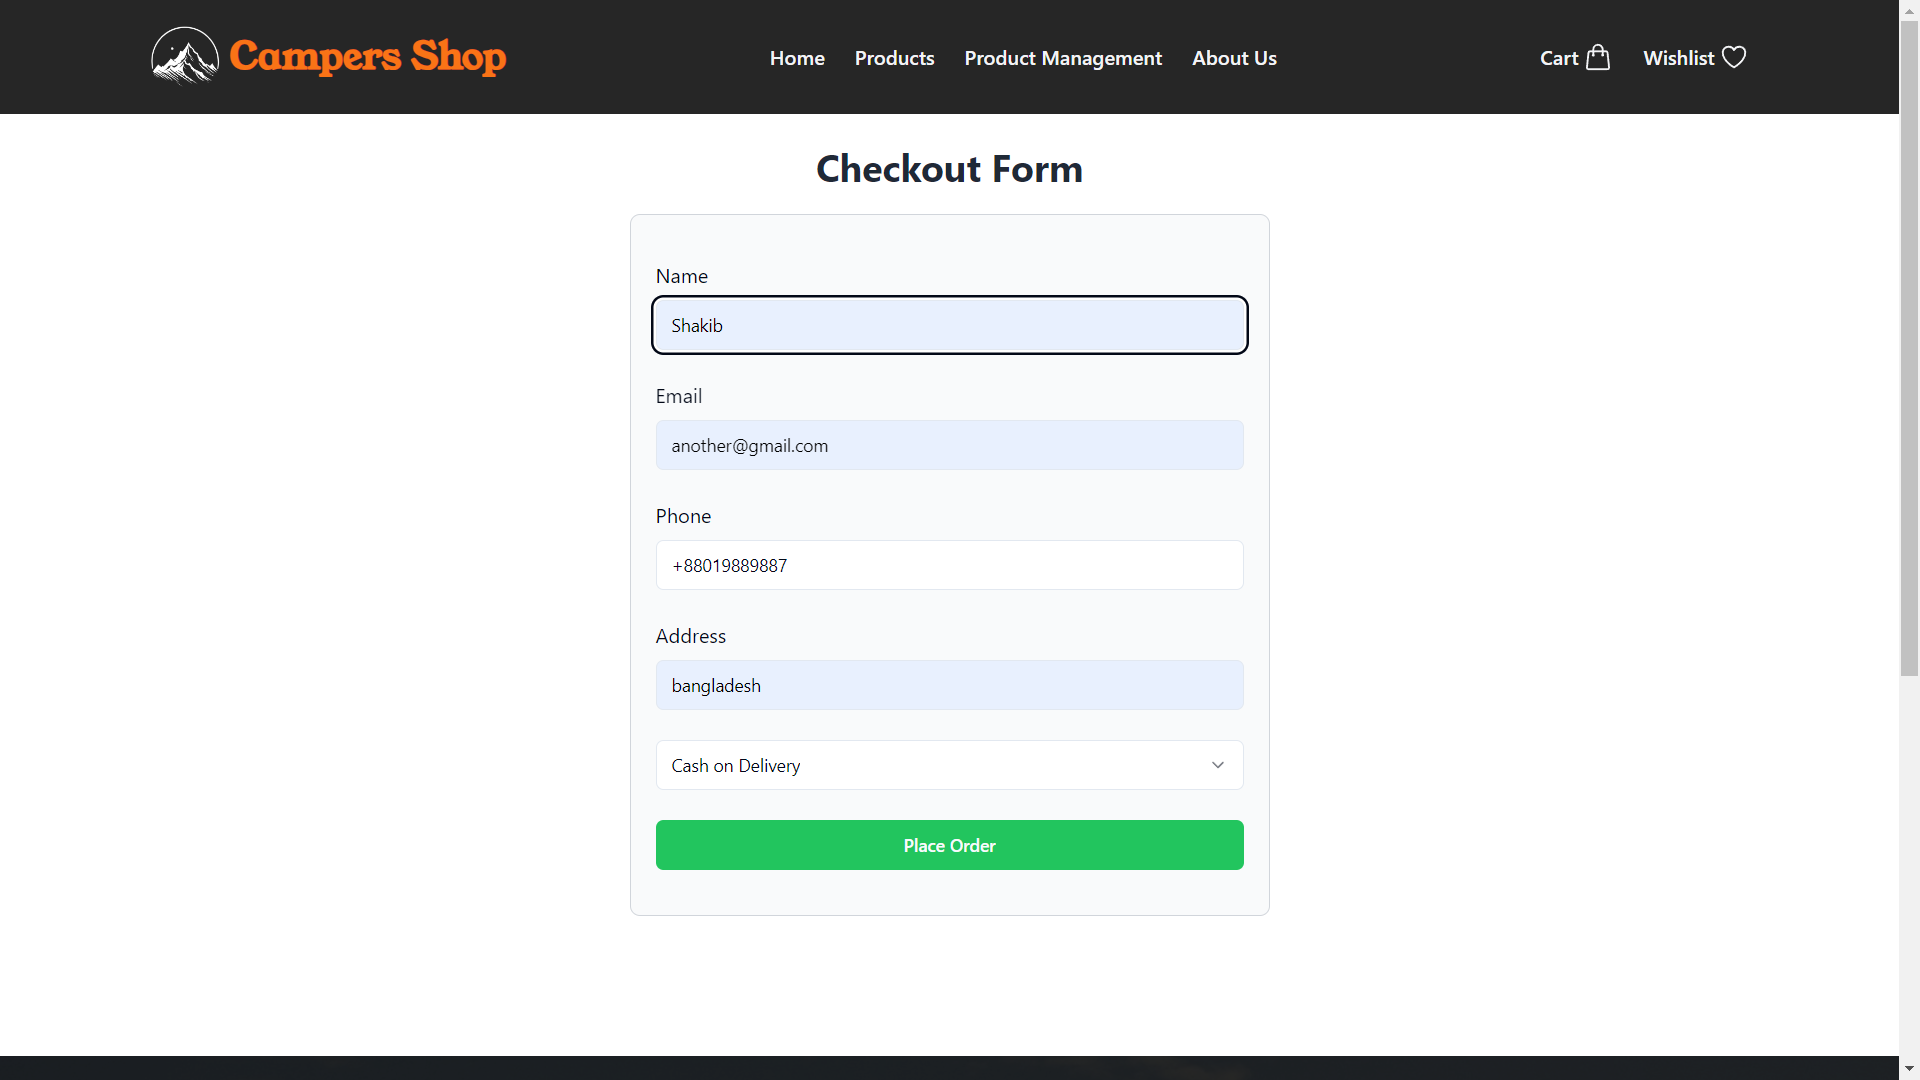 Campers Shop
Home Products Product Management About Us
Cart Wishlist
Checkout Form
Name
Shakib
Email
another@gmail.com
Phone
+88019889887
Address
bangladesh
Cash on Delivery
Place Order